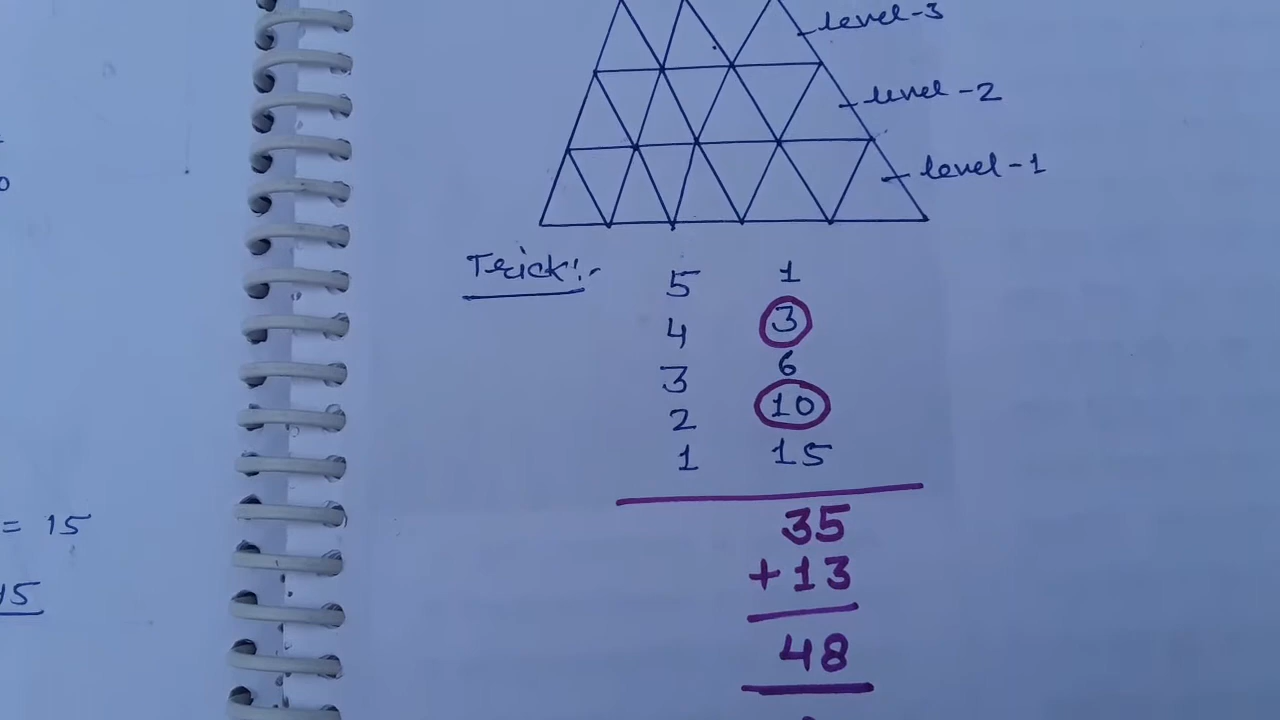 level-3
level-2
level-1
0
Trick:-
5 1
4 3
3 6
2 10
1 15
35
+13
48
= 15